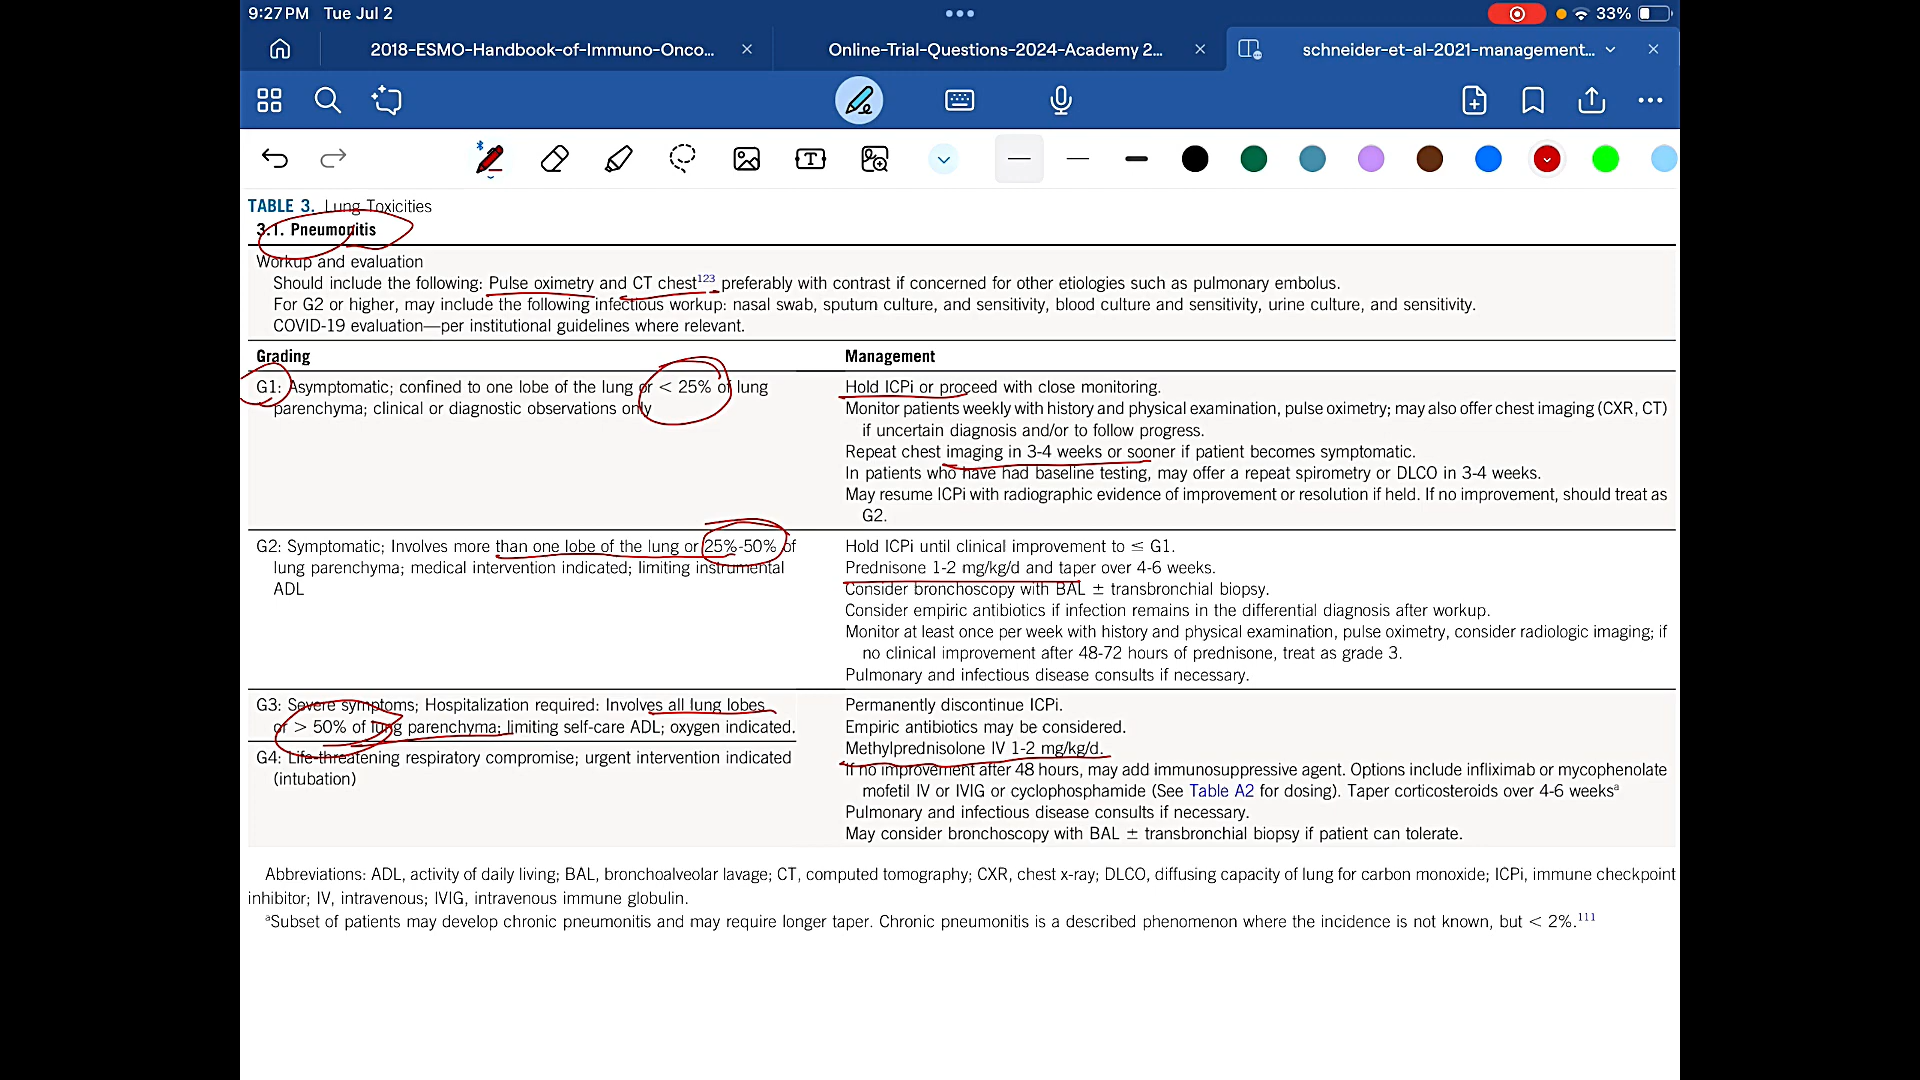 9:27 PM Tue Jul 2
33%
2018-ESMO-Handbook-of-Immuno-Onco...
Online-Trial-Questions-2024-Academy 2...
schneider-et-al-2021-management...
TABLE 3. Lung Toxicities
3.1. Pneumonitis
Workup and evaluation
Should include the following: Pulse oximetry and CT chest123 preferably with contrast if concerned for other etiologies such as pulmonary embolus.
For G2 or higher, may include the following infectious workup: nasal swab, sputum culture, and sensitivity, blood culture and sensitivity, urine culture, and sensitivity.
COVID-19 evaluation—per institutional guidelines where relevant.
Grading Management
G1: Asymptomatic; confined to one lobe of the lung or < 25% of lung
parenchyma; clinical or diagnostic observations only
Hold ICPi or proceed with close monitoring.
Monitor patients weekly with history and physical examination, pulse oximetry; may also offer chest imaging (CXR, CT)
if uncertain diagnosis and/or to follow progress.
Repeat chest imaging in 3-4 weeks or sooner if patient becomes symptomatic.
In patients who have had baseline testing, may offer a repeat spirometry or DLCO in 3-4 weeks.
May resume ICPi with radiographic evidence of improvement or resolution if held. If no improvement, should treat as
G2.
G2: Symptomatic; Involves more than one lobe of the lung or 25%-50% of
lung parenchyma; medical intervention indicated; limiting instrumental
ADL
Hold ICPi until clinical improvement to ≤ G1.
Prednisone 1-2 mg/kg/d and taper over 4-6 weeks.
Consider bronchoscopy with BAL ± transbronchial biopsy.
Consider empiric antibiotics if infection remains in the differential diagnosis after workup.
Monitor at least once per week with history and physical examination, pulse oximetry, consider radiologic imaging; if
no clinical improvement after 48-72 hours of prednisone, treat as grade 3.
Pulmonary and infectious disease consults if necessary.
G3: Severe symptoms; Hospitalization required: Involves all lung lobes
or > 50% of lung parenchyma; limiting self-care ADL; oxygen indicated.
G4: Life-threatening respiratory compromise; urgent intervention indicated
(intubation)
Permanently discontinue ICPi.
Empiric antibiotics may be considered.
Methylprednisolone IV 1-2 mg/kg/d.
If no improvement after 48 hours, may add immunosuppressive agent. Options include infliximab or mycophenolate
mofetil IV or IVIG or cyclophosphamide (See Table A2 for dosing). Taper corticosteroids over 4-6 weeksa
Pulmonary and infectious disease consults if necessary.
May consider bronchoscopy with BAL ± transbronchial biopsy if patient can tolerate.
Abbreviations: ADL, activity of daily living; BAL, bronchoalveolar lavage; CT, computed tomography; CXR, chest x-ray; DLCO, diffusing capacity of lung for carbon monoxide; ICPi, immune checkpoint
inhibitor; IV, intravenous; IVIG, intravenous immune globulin.
aSubset of patients may develop chronic pneumonitis and may require longer taper. Chronic pneumonitis is a described phenomenon where the incidence is not known, but < 2%.111